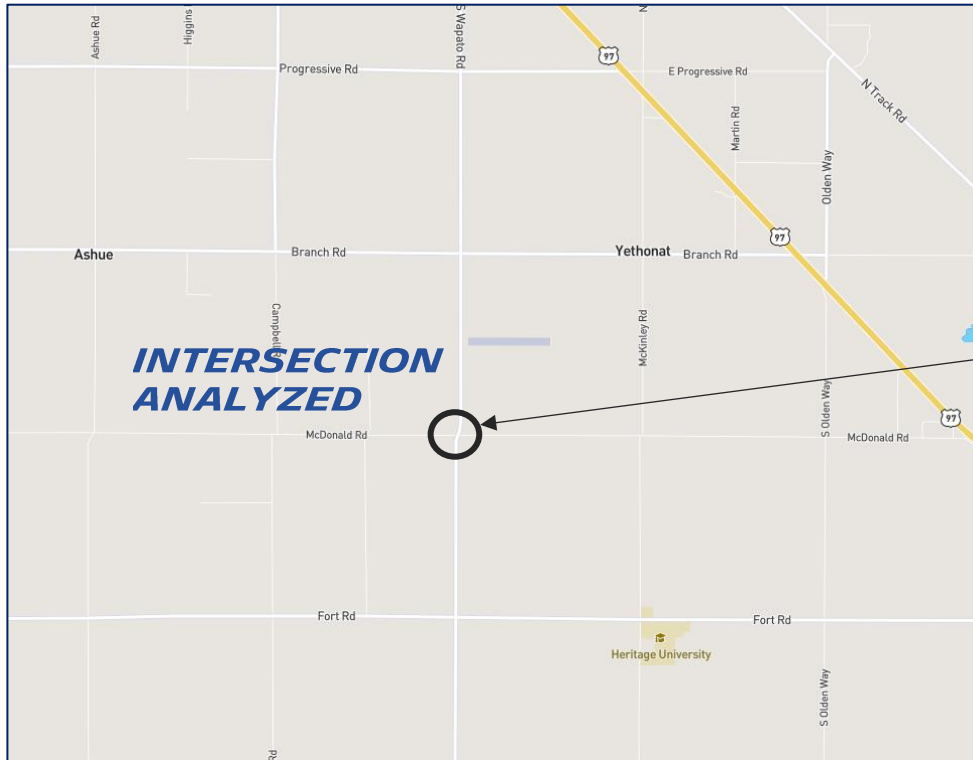 Ashue Rd
Higgins
S Wapato Rd
N
97
Progressive Rd
E Progressive Rd
N Track Rd
Martin Rd
Olden Way
97
Ashue
Branch Rd
Yethonat
Branch Rd
Campbell R
McKinley Rd
INTERSECTION
ANALYZED
S Olden Way
97
McDonald Rd
McDonald Rd
Fort Rd
Fort Rd
Heritage University
S Olden Way
Rd